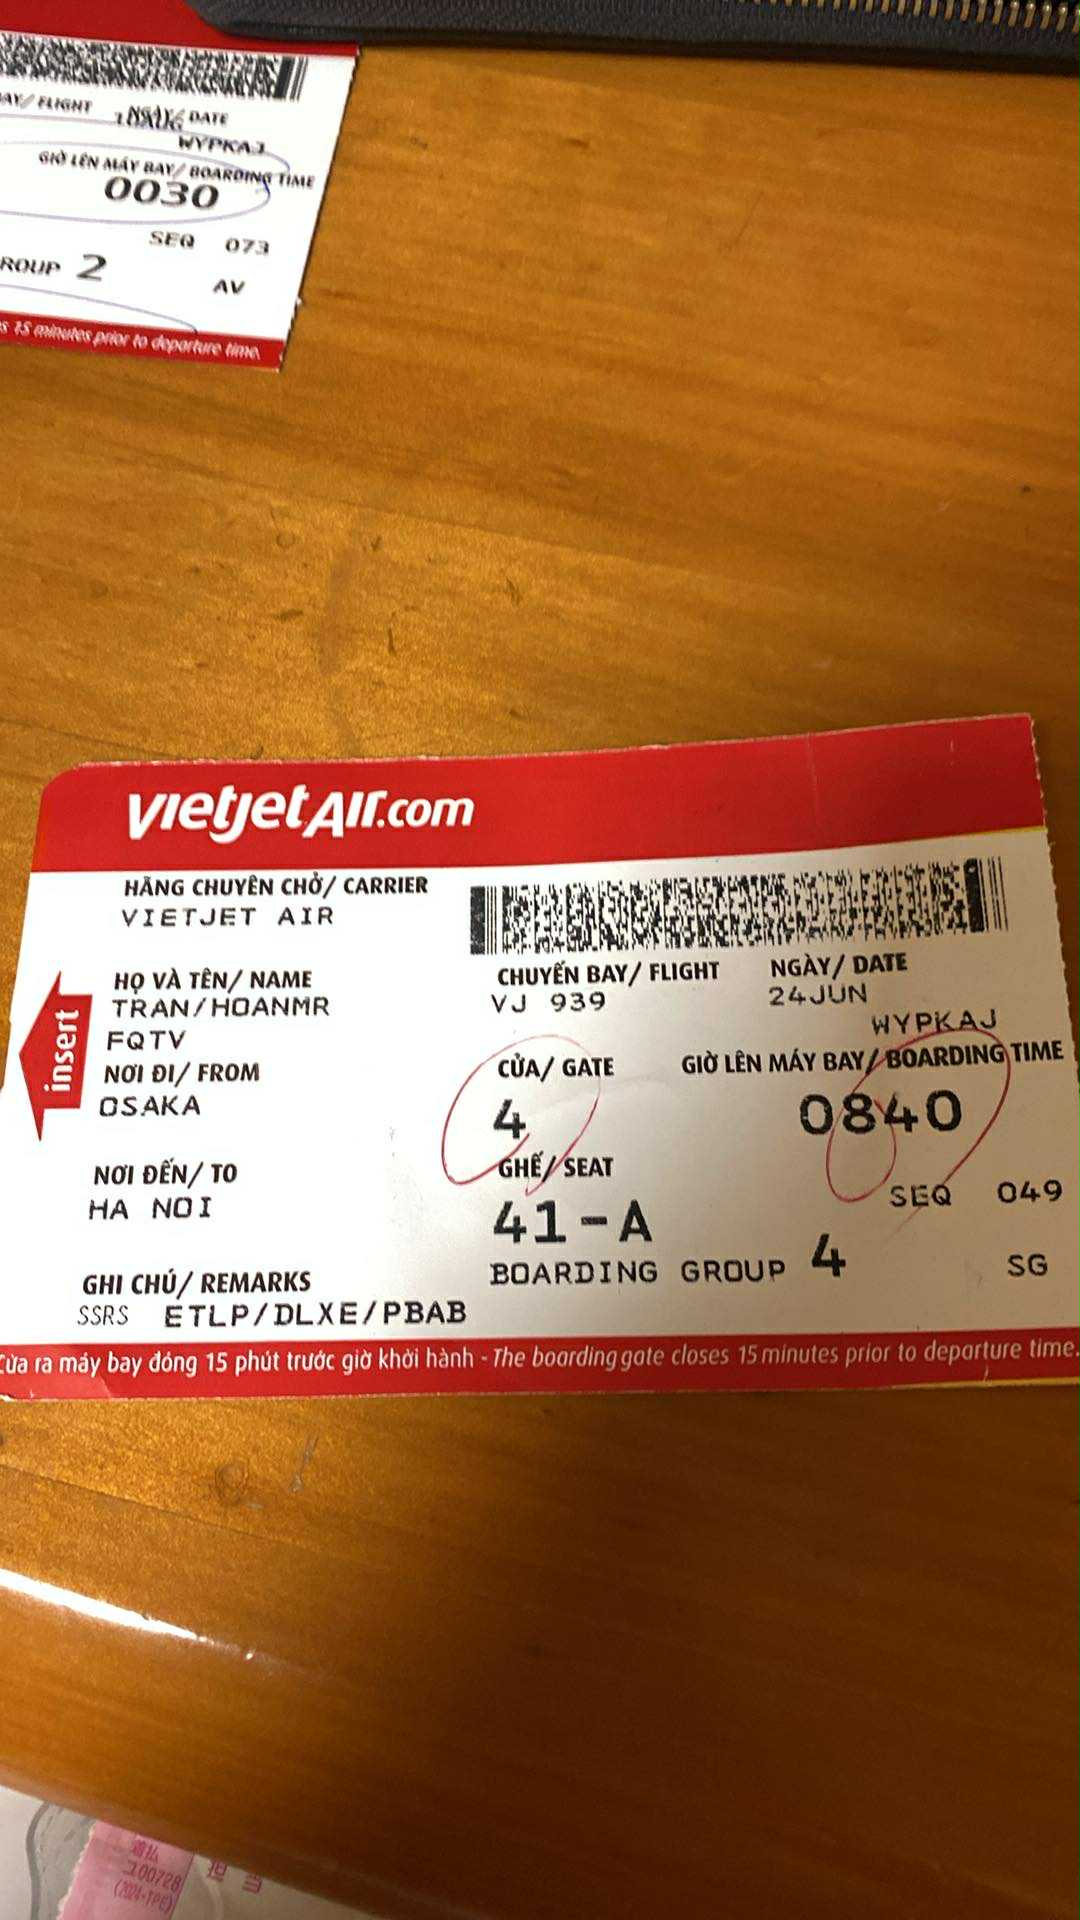 AY/ FLIGHT NGÀY/ DATE
WYPKAJ
GIỜ LÊN MÁY BAY/ BOARDING TIME
0030
SEQ 073
ROUP 2
AV
s 15 minutes prior to departure time.
vietjetAir.com
HÃNG CHUYÊN CHỞ/ CARRIER
VIETJET AIR
HỌ VÀ TÊN/ NAME
TRAN/HOANMR
FQTV
NƠI ĐI/ FROM
OSAKA
NƠI ĐẾN/ TO
HA NOI
GHI CHÚ/ REMARKS
SSRS ETLP/DLXE/PBAB
insert
CHUYẾN BAY/ FLIGHT NGÀY/ DATE
VJ 939 24JUN
WYPKAJ
CỬA/ GATE GIỜ LÊN MÁY BAY/ BOARDING TIME
4 0840
GHẾ/ SEAT
SEQ 049
41-A
BOARDING GROUP 4 SG
Cửa ra máy bay đóng 15 phút trước giờ khởi hành - The boarding gate closes 15 minutes prior to departure time.
100728
(2024-TPE)